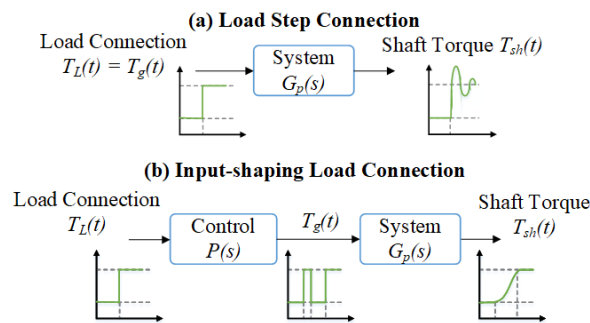 (a) Load Step Connection
Load Connection
T_L(t) = T_g(t)
System
G_p(s)
Shaft Torque T_sh(t)
(b) Input-shaping Load Connection
Load Connection
T_L(t)
Control
P(s)
T_g(t)
System
G_p(s)
Shaft Torque
T_sh(t)